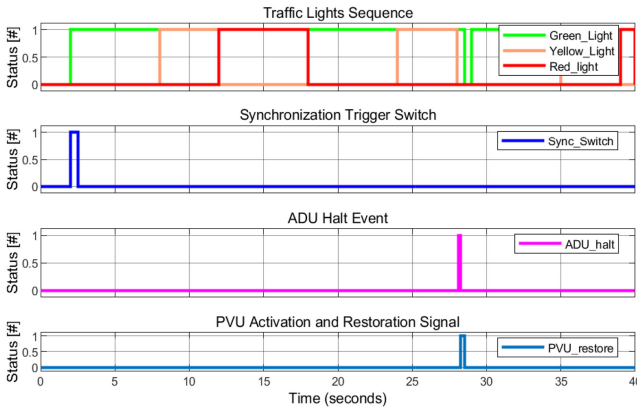 Traffic Lights Sequence
Status [#]
1
0.5
0
Green_Light
Yellow_Light
Red_light
Synchronization Trigger Switch
Status [#]
1
0.5
0
Sync_Switch
ADU Halt Event
Status [#]
1
0.5
0
ADU_halt
PVU Activation and Restoration Signal
Status [#]
1
0.5
0
PVU_restore
0 5 10 15 20 25 30 35 40
Time (seconds)